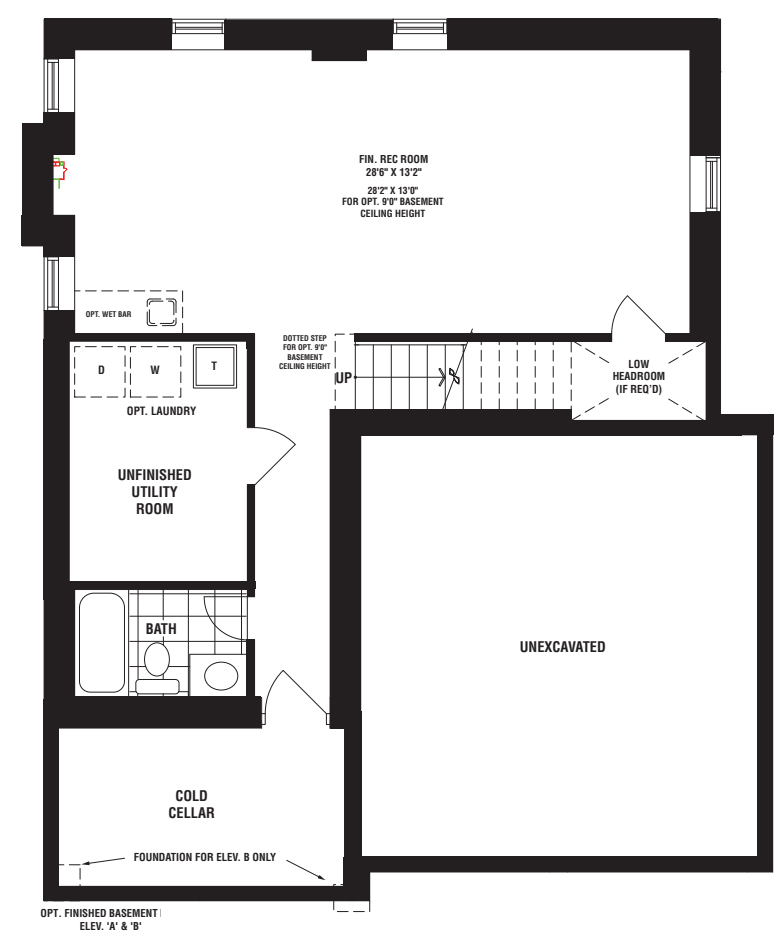 FIN. REC ROOM
28'6" X 13'2"
28'2" X 13'0"
FOR OPT. 9'0" BASEMENT
CEILING HEIGHT
OPT. WET BAR
DOTTED STEP
FOR OPT. 9'0"
BASEMENT
CEILING HEIGHT
UP
LOW
HEADROOM
(IF REQ'D)
D
W
T
OPT. LAUNDRY
UNFINISHED
UTILITY
ROOM
BATH
UNEXCAVATED
COLD
CELLAR
FOUNDATION FOR ELEV. B ONLY
OPT. FINISHED BASEMENT
ELEV. 'A' & 'B'